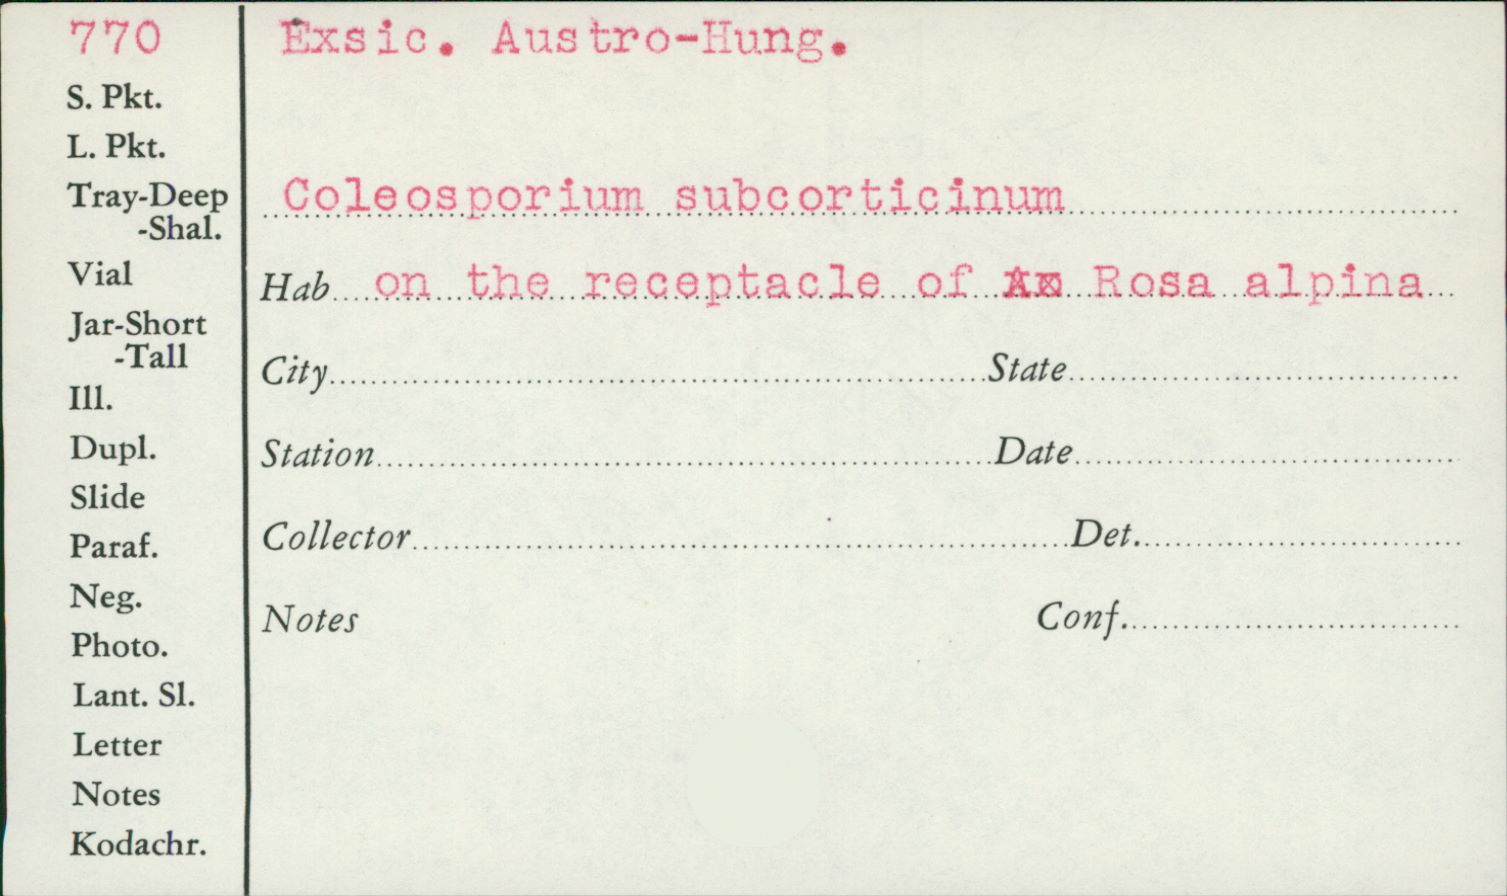 770 Exsic. Austro-Hung.
S. Pkt.
L. Pkt.
Tray-Deep
-Shal.
Coleosporium subcorticinum
Vial
Hab on the receptacle of Rosa alpina
Jar-Short
-Tall
City State
Ill.
Dupl.
Station Date
Slide
Paraf.
Collector Det.
Neg.
Notes Conf.
Photo.
Lant. Sl.
Letter
Notes
Kodachr.